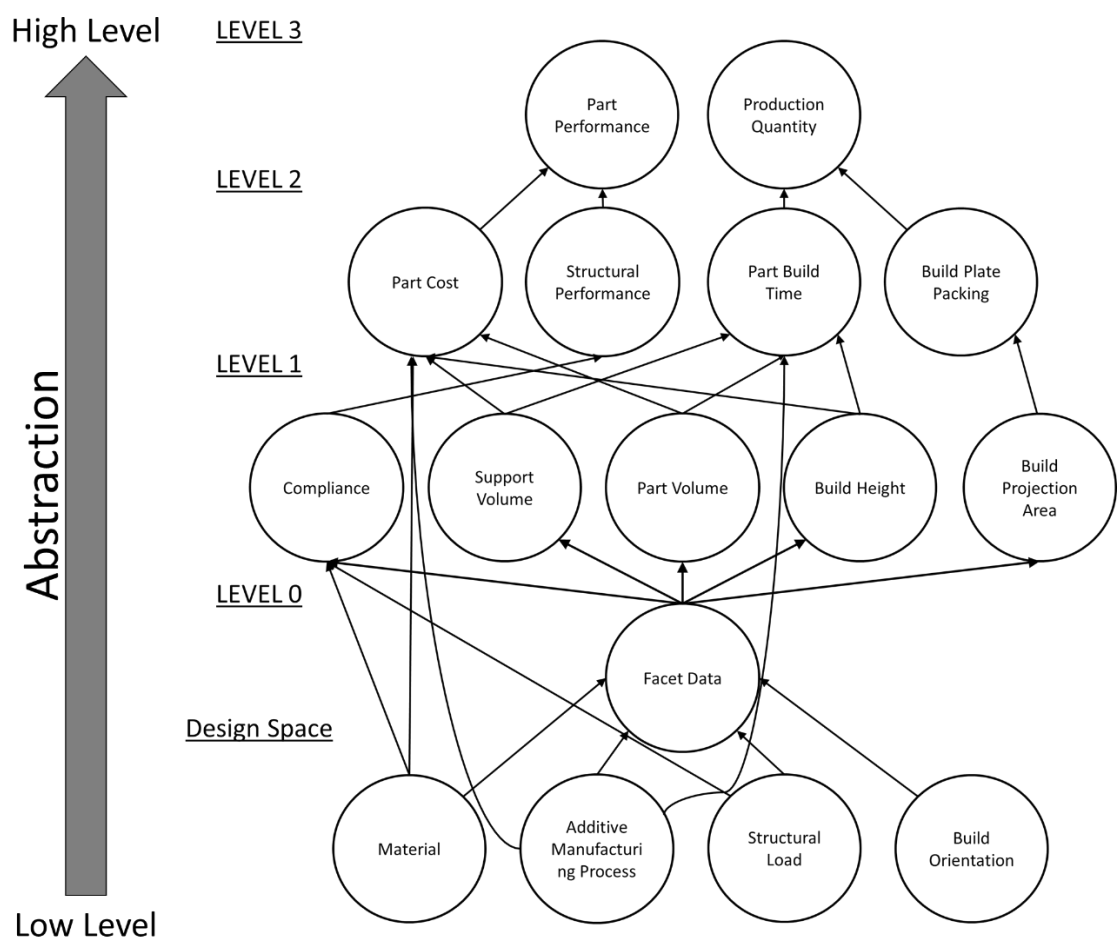 High Level
LEVEL 3
Part
Performance
Production
Quantity
LEVEL 2
Part Cost
Structural
Performance
Part Build
Time
Build Plate
Packing
LEVEL 1
Abstraction
Compliance
Support
Volume
Part Volume
Build Height
Build
Projection
Area
LEVEL 0
Facet Data
Design Space
Material
Additive
Manufacturi
ng Process
Structural
Load
Build
Orientation
Low Level